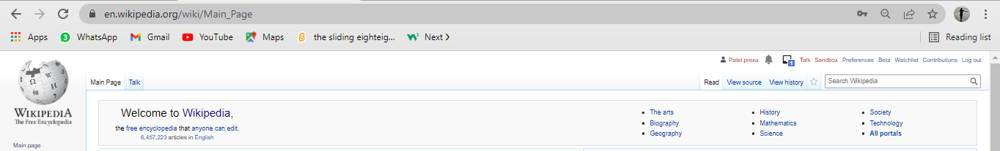 en.wikipedia.org/wiki/Main_Page
Apps 3 WhatsApp Gmail YouTube Maps the sliding eighteig... Next Reading list
Patel prexa 1 Talk Sandbox Preferences Beta Watchlist Contributions Log out
Main Page Talk Read View source View history Search Wikipedia
WIKIPEDIA
The Free Encyclopedia
Main page
Welcome to Wikipedia,
the free encyclopedia that anyone can edit.
6,457,223 articles in English
The arts
Biography
Geography
History
Mathematics
Science
Society
Technology
All portals